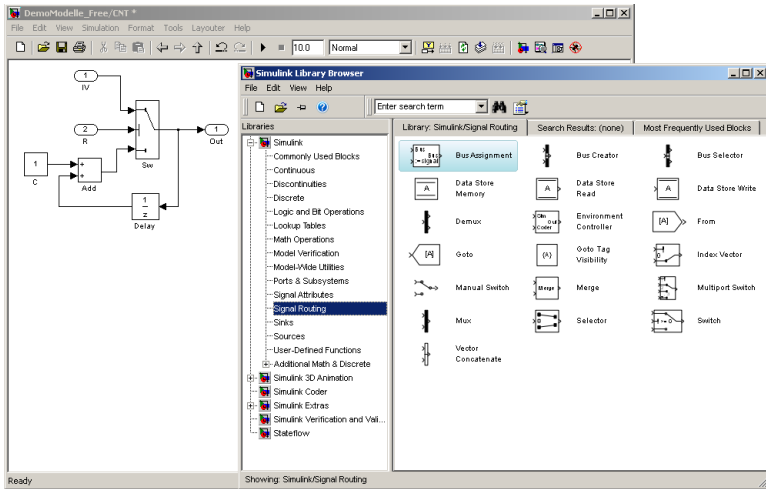 DemoModelle_Free/CNT *
File Edit View Simulation Format Tools Layouter Help
10.0 Normal
1
IV
2
R
1
C
+
+
Add
Sw
1
Out
1
z
Delay
Ready
Simulink Library Browser
File Edit View Help
Enter search term
Libraries
Simulink
Commonly Used Blocks
Continuous
Discontinuities
Discrete
Logic and Bit Operations
Lookup Tables
Math Operations
Model Verification
Model-Wide Utilities
Ports & Subsystems
Signal Attributes
Signal Routing
Sinks
Sources
User-Defined Functions
Additional Math & Discrete
Simulink 3D Animation
Simulink Coder
Simulink Extras
Simulink Verification and Vali...
Stateflow
Library: Simulink/Signal Routing Search Results: (none) Most Frequently Used Blocks
Bus Assignment Bus Creator Bus Selector
A Data Store Memory A Data Store Read A Data Store Write
Demux Environment Controller [A] From
[A] Goto {A} Goto Tag Visibility Index Vector
Manual Switch Merge Merge Multiport Switch
Mux Selector Switch
Vector Concatenate
Showing: Simulink/Signal Routing